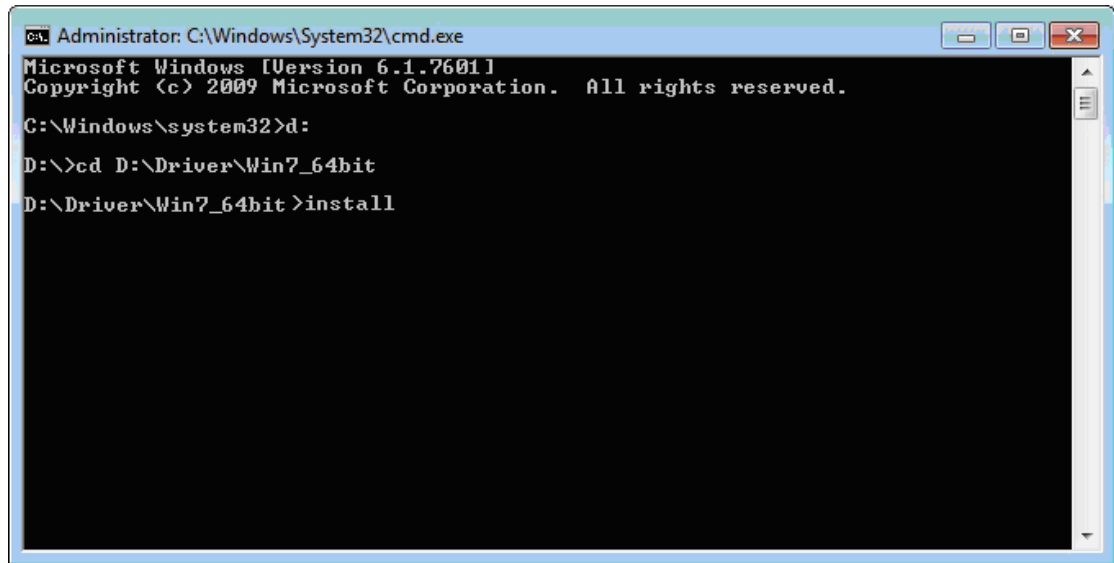 Administrator: C:\Windows\System32\cmd.exe
Microsoft Windows [Version 6.1.7601]
Copyright (c) 2009 Microsoft Corporation.  All rights reserved.
C:\Windows\system32>d:
D:\>cd D:\Driver\Win7_64bit
D:\Driver\Win7_64bit>install